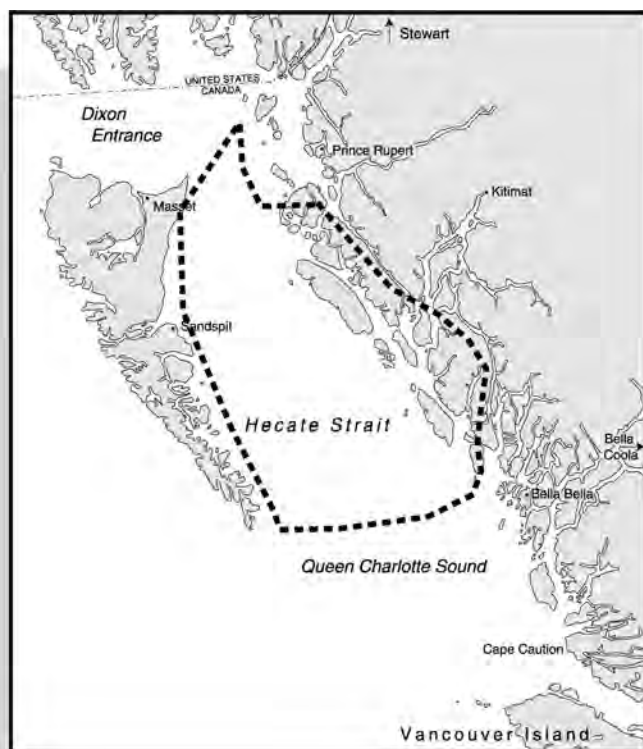 Stewart
UNITED STATES
CANADA
Dixon
Entrance
Prince Rupert
Kitimat
Masset
Sandspit
Hecate Strait
Bella
Coola
Bella Bella
Queen Charlotte Sound
Cape Caution
Vancouver Island